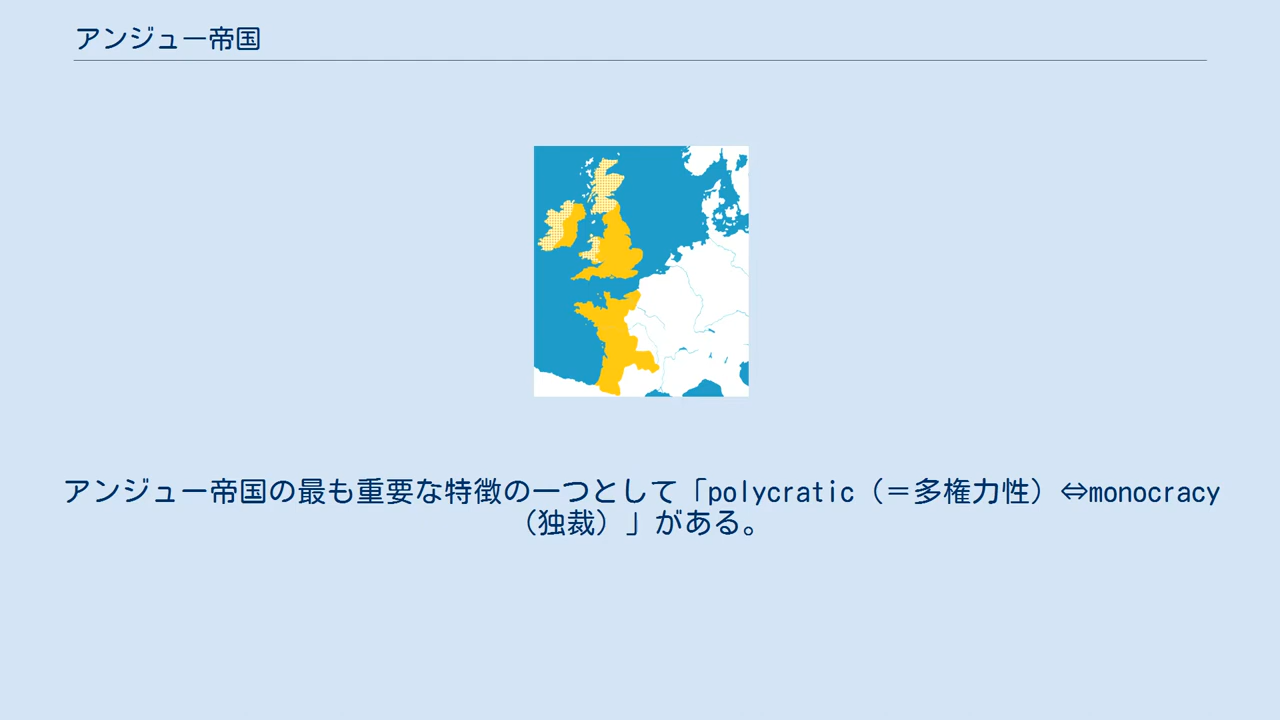 アンジュー帝国
アンジュー帝国の最も重要な特徴の一つとして「polycratic（＝多権力性）⇔monocracy
（独裁）」がある。